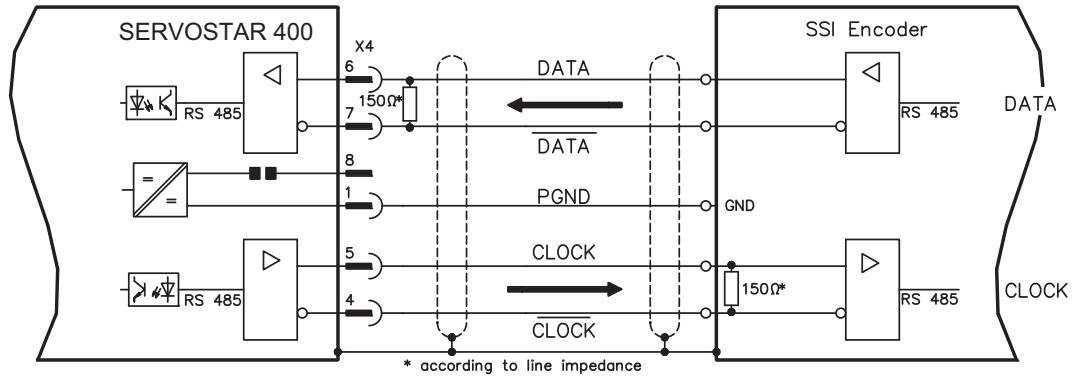 SERVOSTAR 400
X4
SSI Encoder
6
DATA
150Ω*
RS 485
RS 485
DATA
7
DATA
8
=
=
1
PGND
GND
5
CLOCK
RS 485
150Ω*
RS 485
CLOCK
4
CLOCK
* according to line impedance